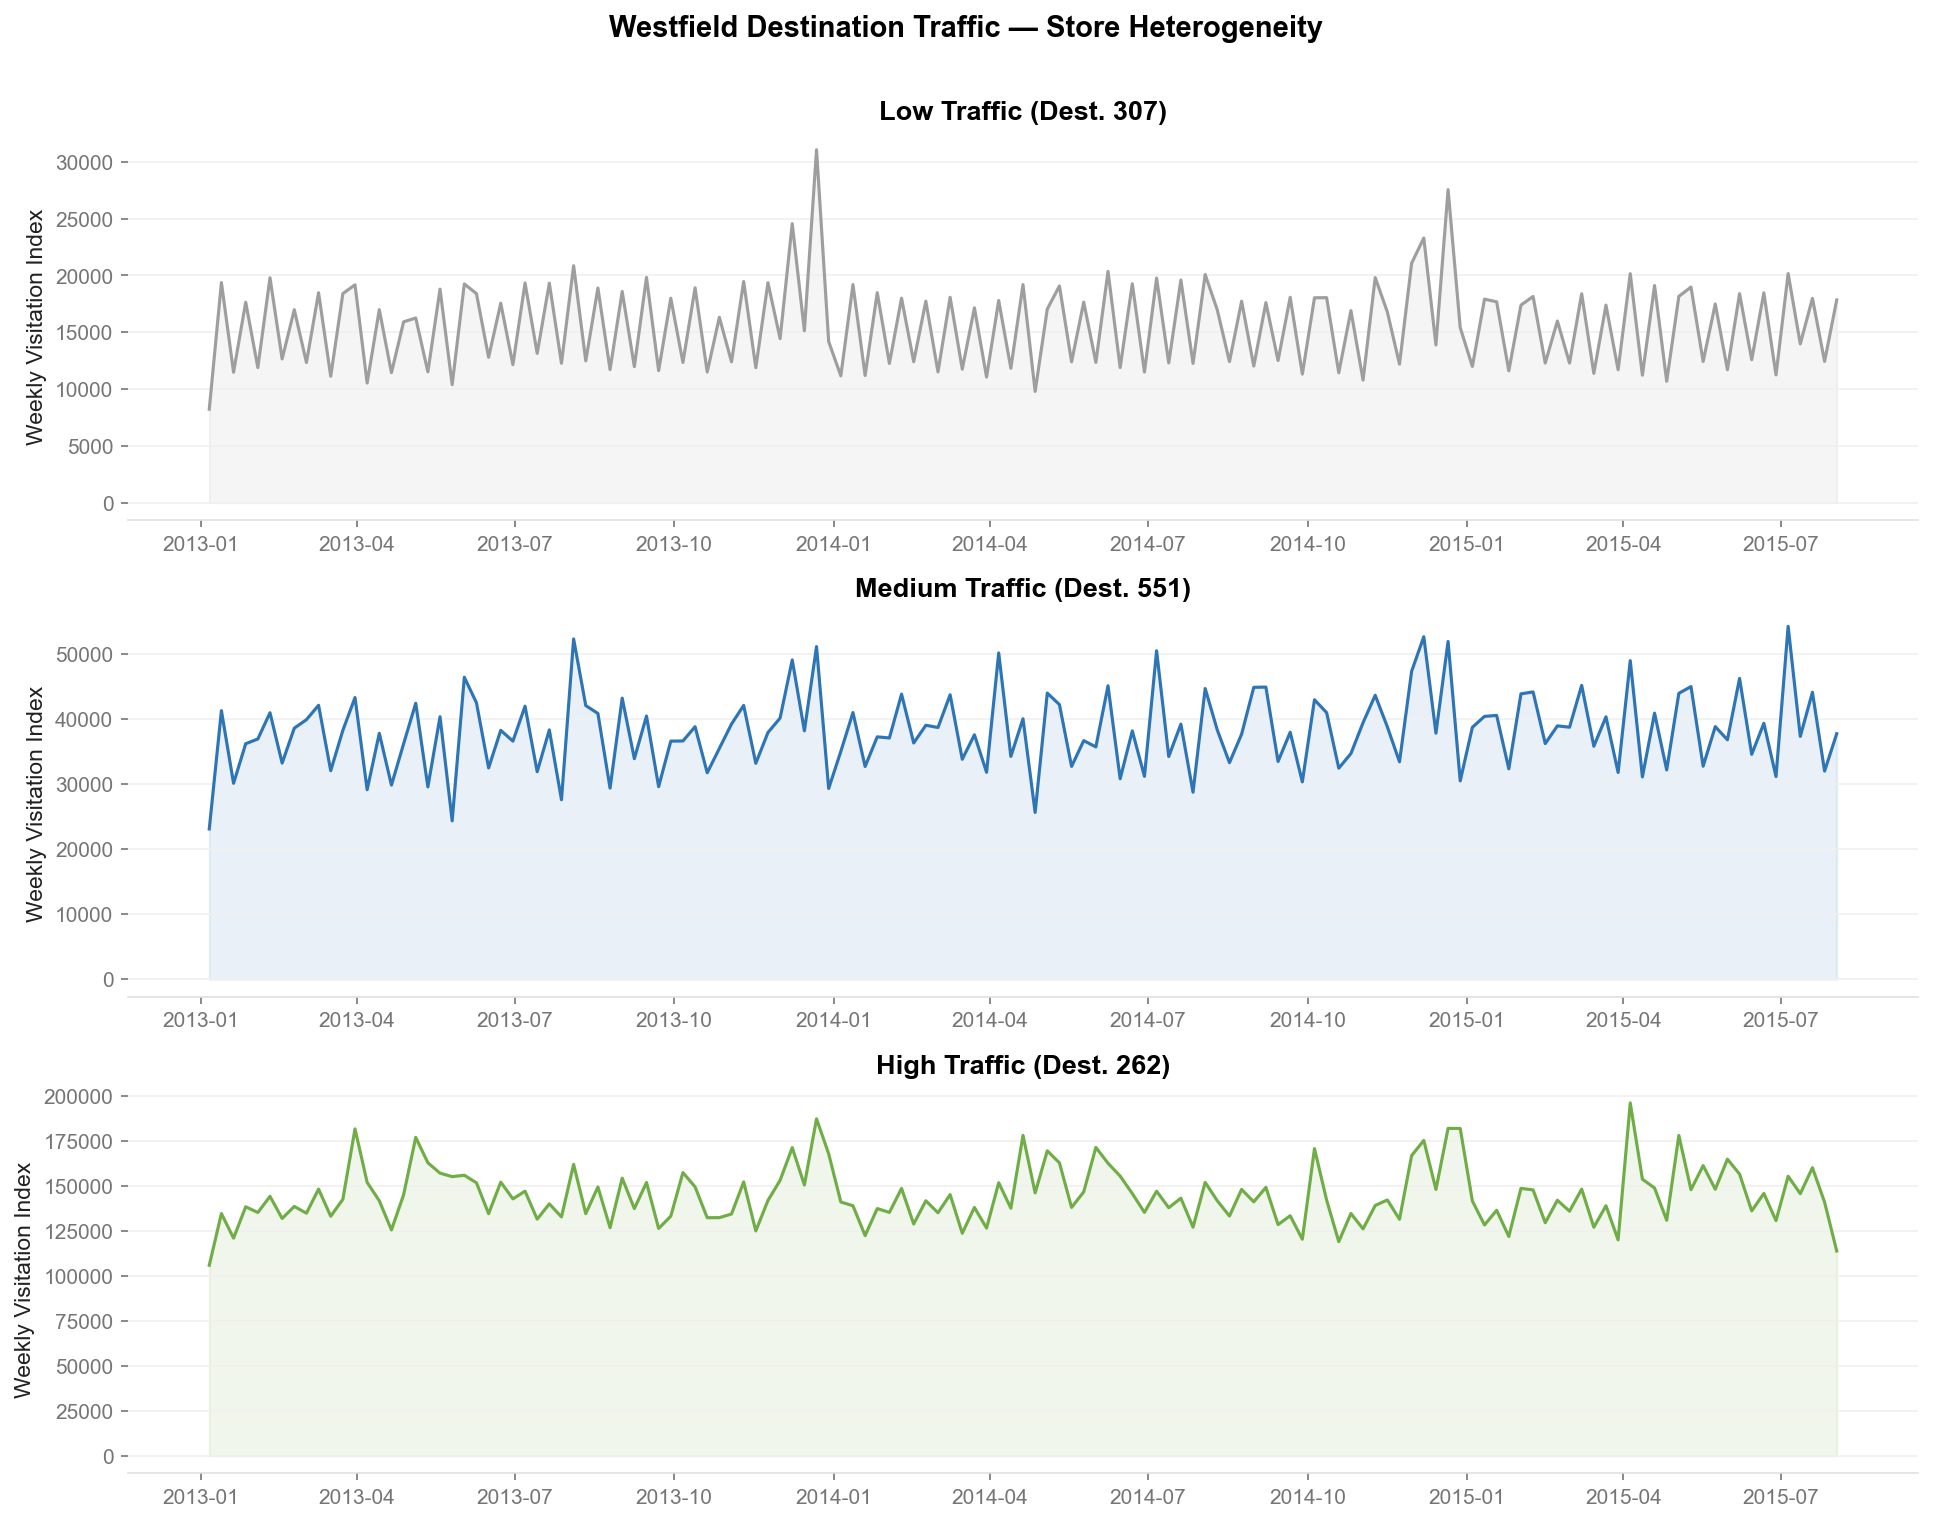 Westfield Destination Traffic — Store Heterogeneity
Low Traffic (Dest. 307)
Weekly Visitation Index
30000
25000
20000
15000
10000
5000
0
2013-01 2013-04 2013-07 2013-10 2014-01 2014-04 2014-07 2014-10 2015-01 2015-04 2015-07
Medium Traffic (Dest. 551)
Weekly Visitation Index
50000
40000
30000
20000
10000
0
2013-01 2013-04 2013-07 2013-10 2014-01 2014-04 2014-07 2014-10 2015-01 2015-04 2015-07
High Traffic (Dest. 262)
Weekly Visitation Index
200000
175000
150000
125000
100000
75000
50000
25000
0
2013-01 2013-04 2013-07 2013-10 2014-01 2014-04 2014-07 2014-10 2015-01 2015-04 2015-07